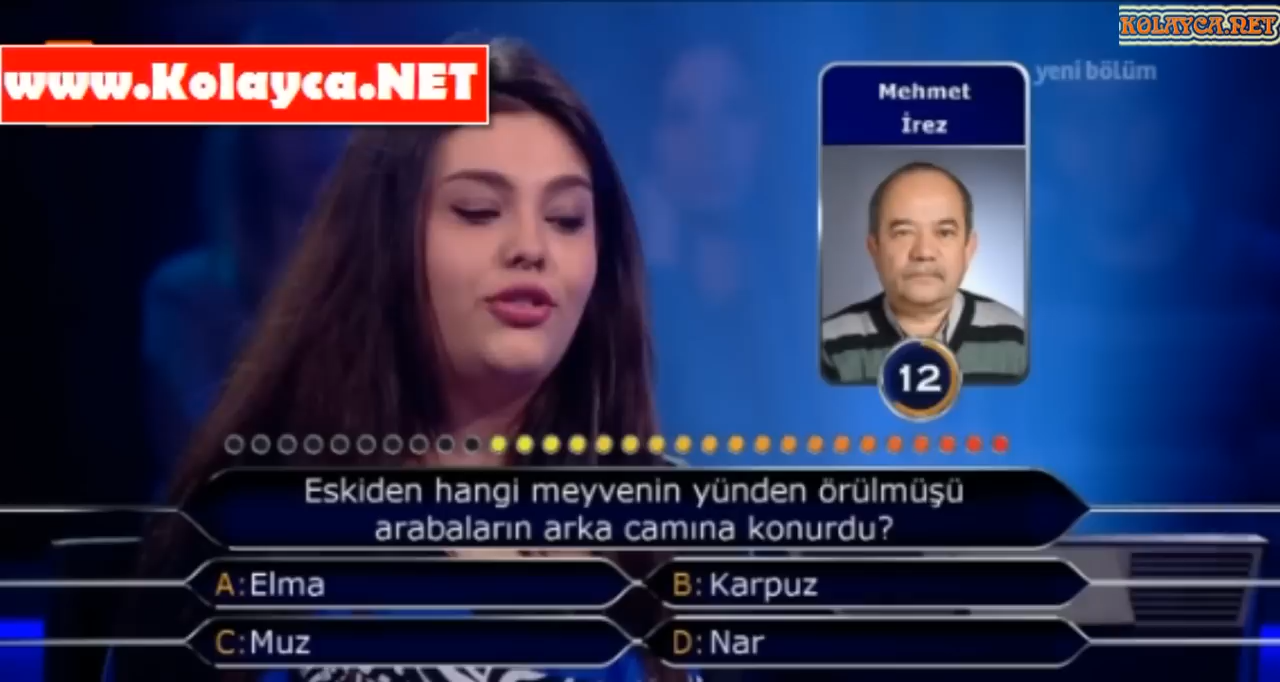 KOLAYCA.NET
www.Kolayca.NET
yeni bölüm
Mehmet
İrez
12
Eskiden hangi meyvenin yünden örülmüşü
arabaların arka camına konurdu?
A: Elma
B: Karpuz
C: Muz
D: Nar